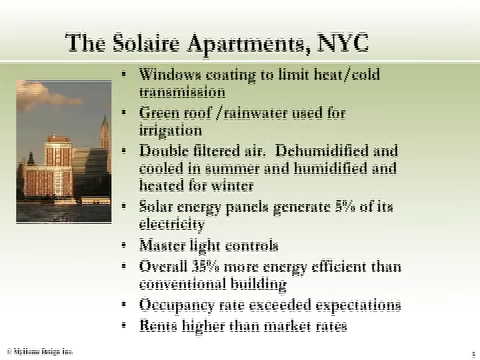 The Solaire Apartments, NYC
• Windows coating to limit heat/cold
transmission
• Green roof /rainwater used for
irrigation
• Double filtered air. Dehumidified and
cooled in summer and humidified and
heated for winter
• Solar energy panels generate 5% of its
electricity
• Master light controls
• Overall 35% more energy efficient than
conventional building
• Occupancy rate exceeded expectations
• Rents higher than market rates